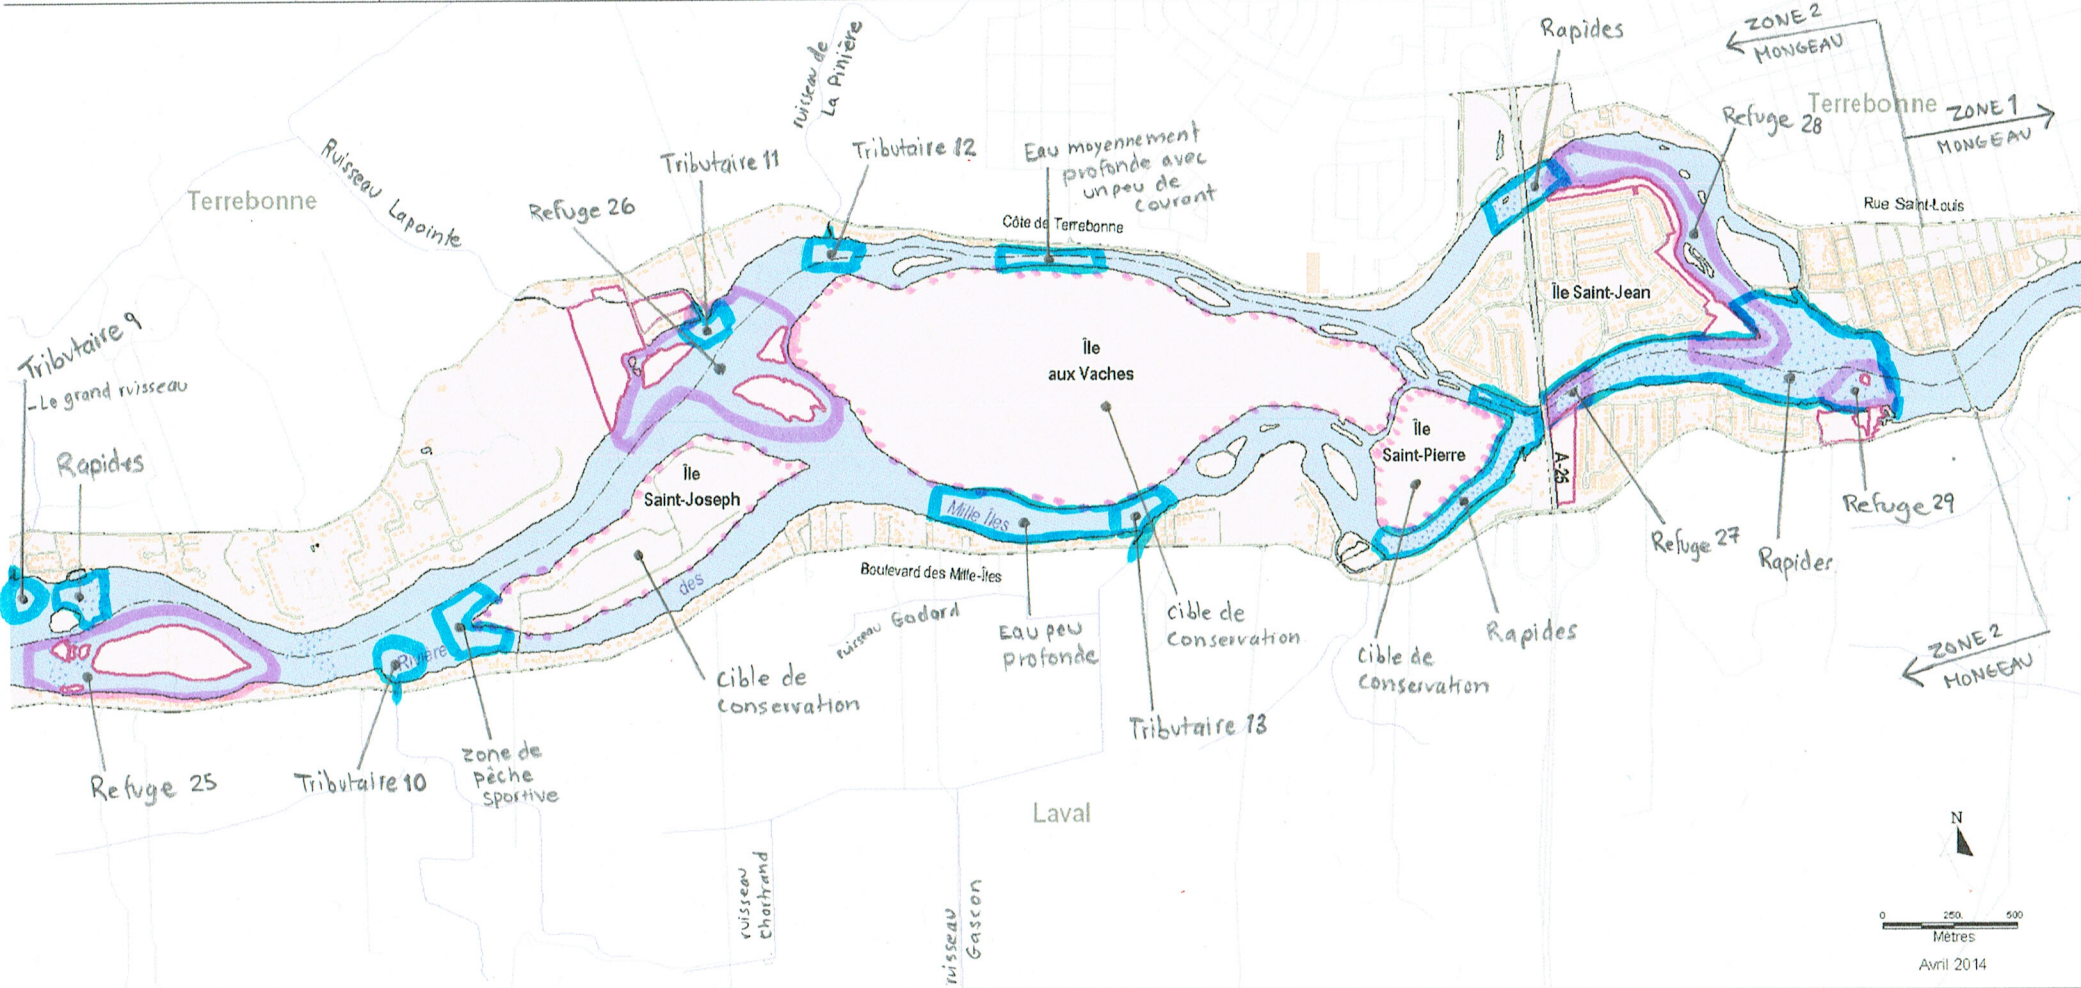 Rapides
ZONE 2
MONGEAU
Terrebonne
ZONE 1
MONGEAU
Refuge 28
Rue Saint-Louis
ruisseau de
La Pinière
Tributaire 12
Eau moyennement
profonde avec
un peu de
courant
Côte de Terrebonne
Tributaire 11
Refuge 26
Ruisseau Lapointe
Terrebonne
Île Saint-Jean
Île
aux Vaches
Île
Saint-Pierre
A-25
Île
Saint-Joseph
Tributaire 9
-Le grand ruisseau
Rapides
Mille Îles
des
Rivière
Boulevard des Mille-Îles
ruisseau Godard
Eau peu
profonde
Cible de
Conservation
Cible de
Conservation
Rapides
Refuge 27
Rapides
Refuge 29
ZONE 2
MONGEAU
Cible de
Conservation
Tributaire 13
Refuge 25
Tributaire 10
zone de
pêche
sportive
Laval
ruisseau
Chartrand
ruisseau
Gascon
N
0 250 500
Mètres
Avril 2014